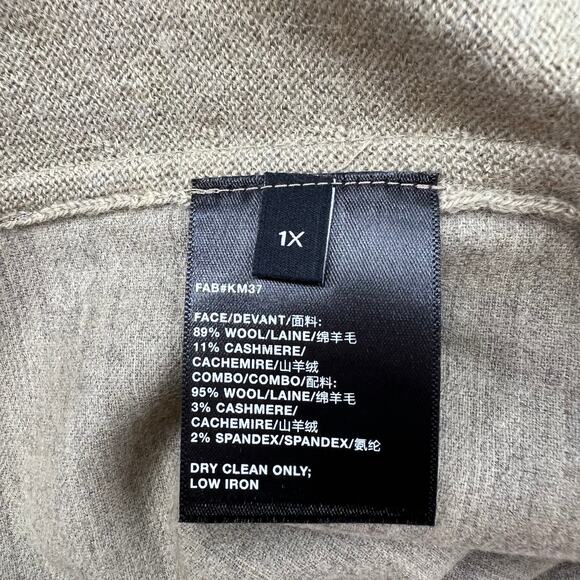 1X
FAB#KM37
FACE/DEVANT/面料:
89% WOOL/LAINE/绵羊毛
11% CASHMERE/
CACHEMIRE/山羊绒
COMBO/COMBO/配料:
95% WOOL/LAINE/绵羊毛
3% CASHMERE/
CACHEMIRE/山羊绒
2% SPANDEX/SPANDEX/氨纶
DRY CLEAN ONLY;
LOW IRON